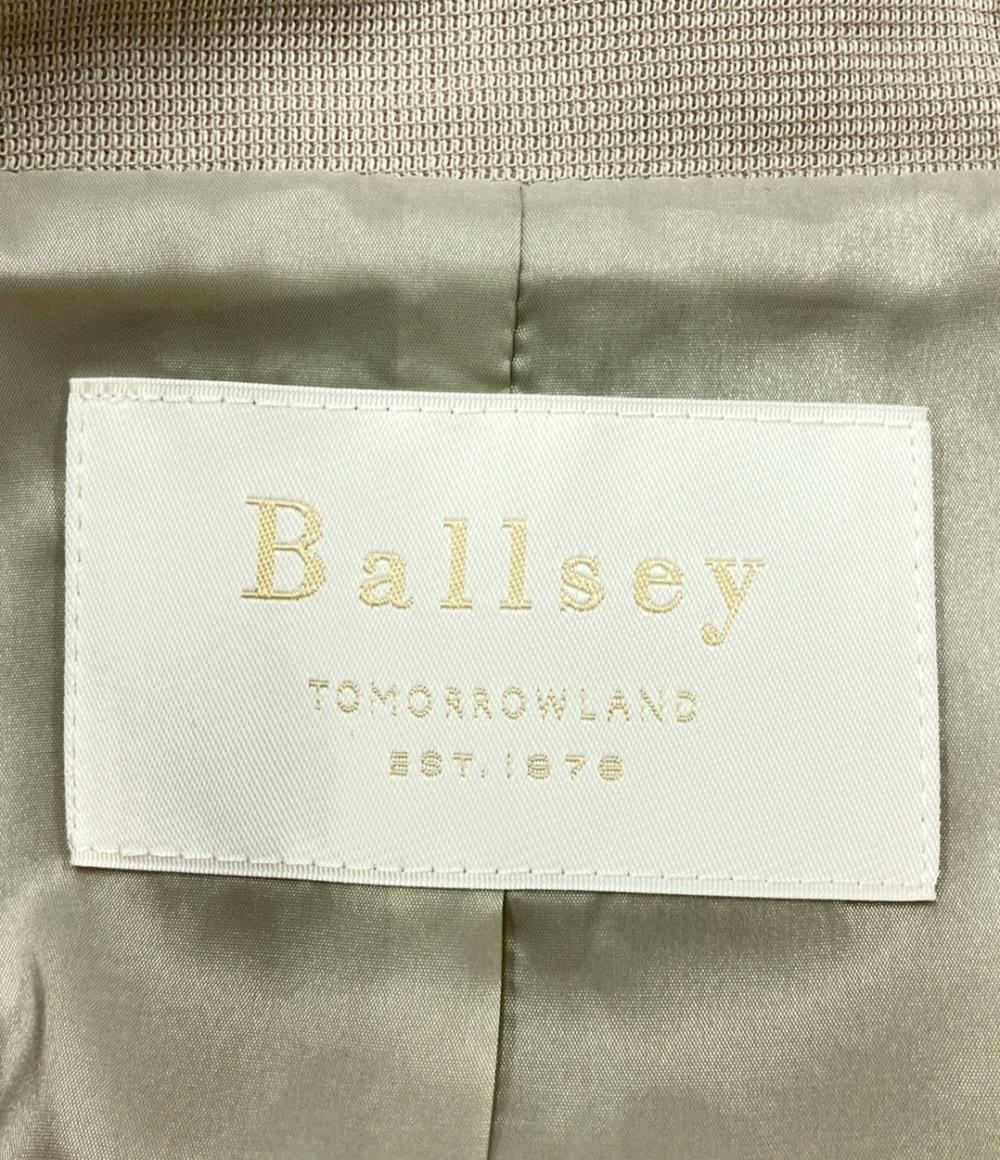 Ballsey
TOMORROWLAND
EST. 1978